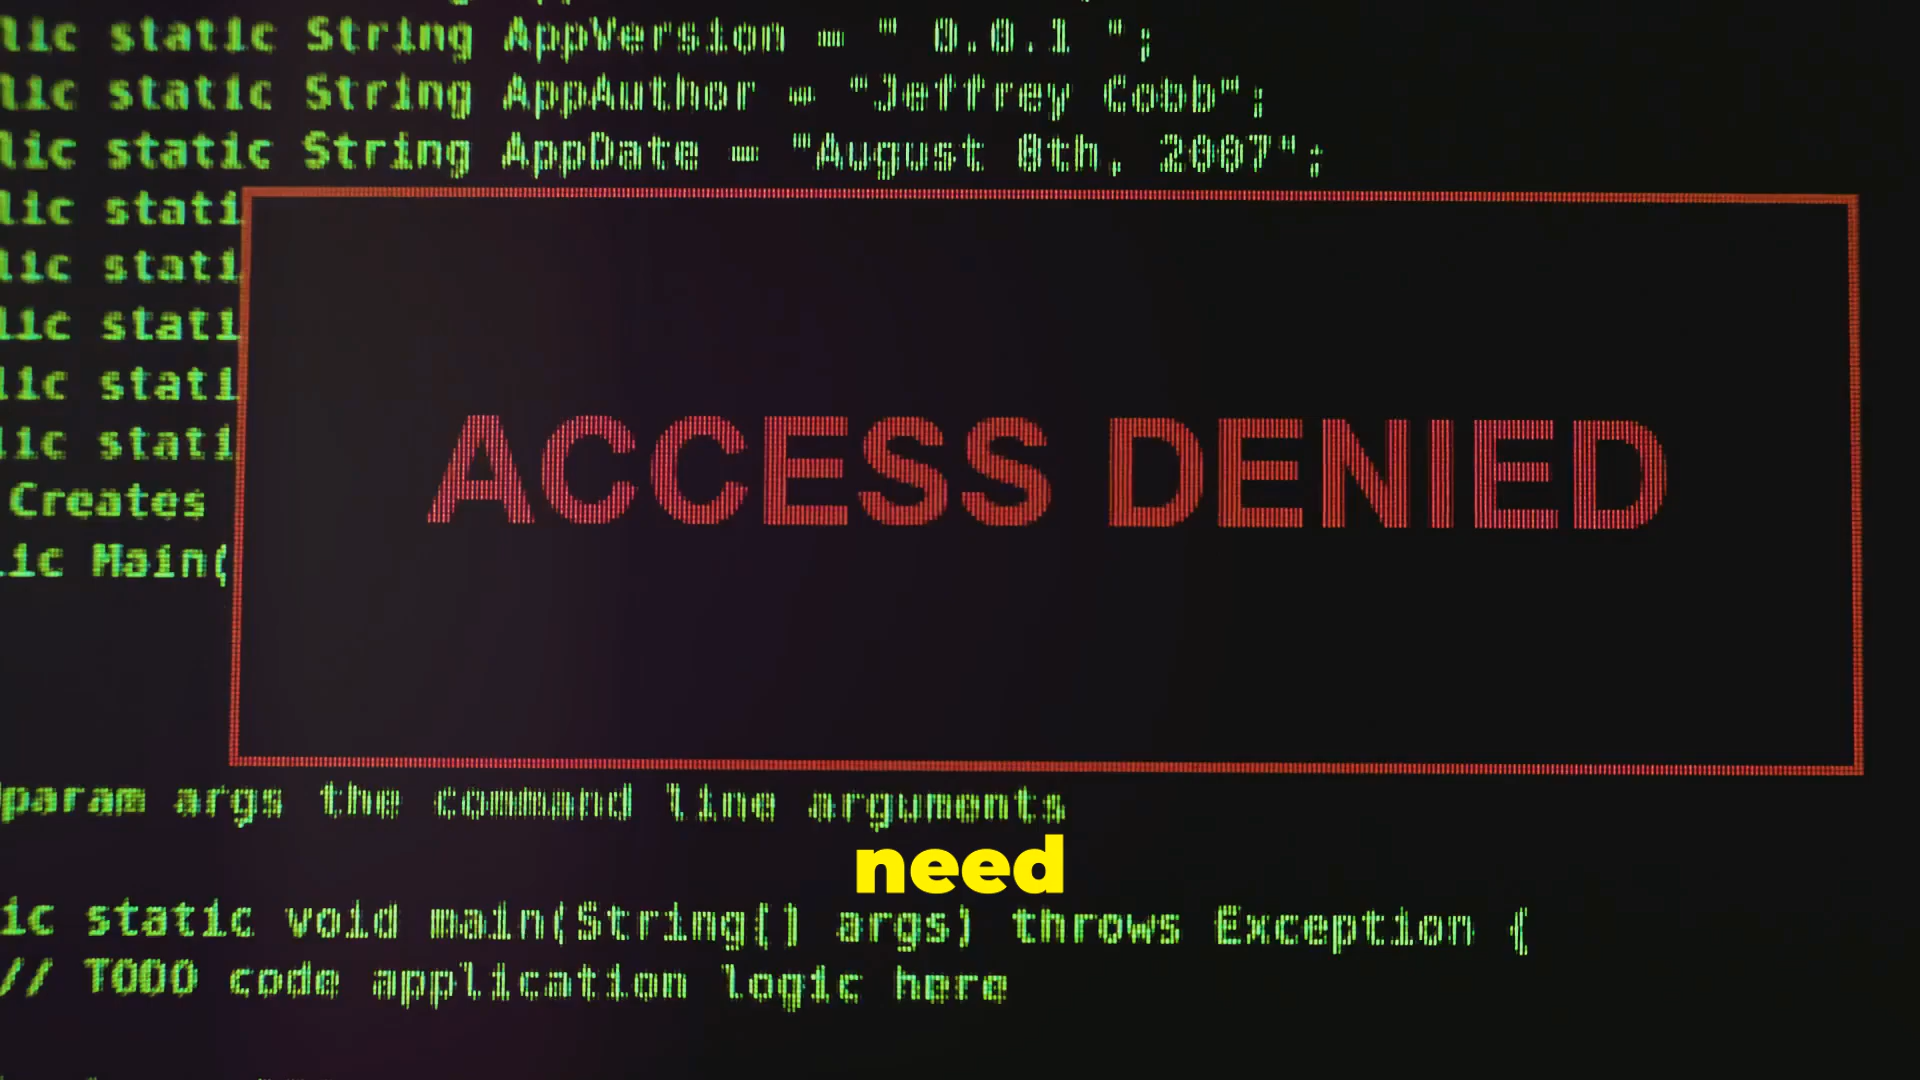 lic static String AppVersion = " 0.0.1 ";
lic static String AppAuthor = "Jeffrey Cobb";
lic static String AppDate = "August 8th, 2007";
lic stati
lic stati
lic stati
lic stati
lic stati
Creates
ic Main(
ACCESS DENIED
param args the command line arguments
need
ic static void main(String[] args) throws Exception {
// TODO code application logic here